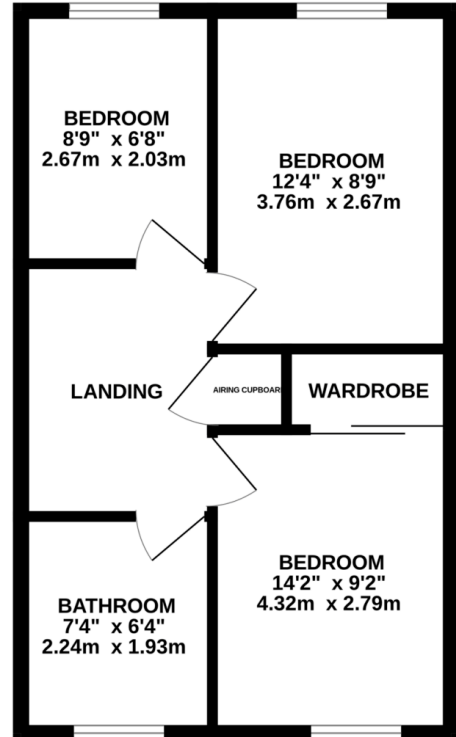 BEDROOM
8'9" x 6'8"
2.67m x 2.03m
BEDROOM
12'4" x 8'9"
3.76m x 2.67m
LANDING
AIRING CUPBOAR
WARDROBE
BEDROOM
14'2" x 9'2"
4.32m x 2.79m
BATHROOM
7'4" x 6'4"
2.24m x 1.93m